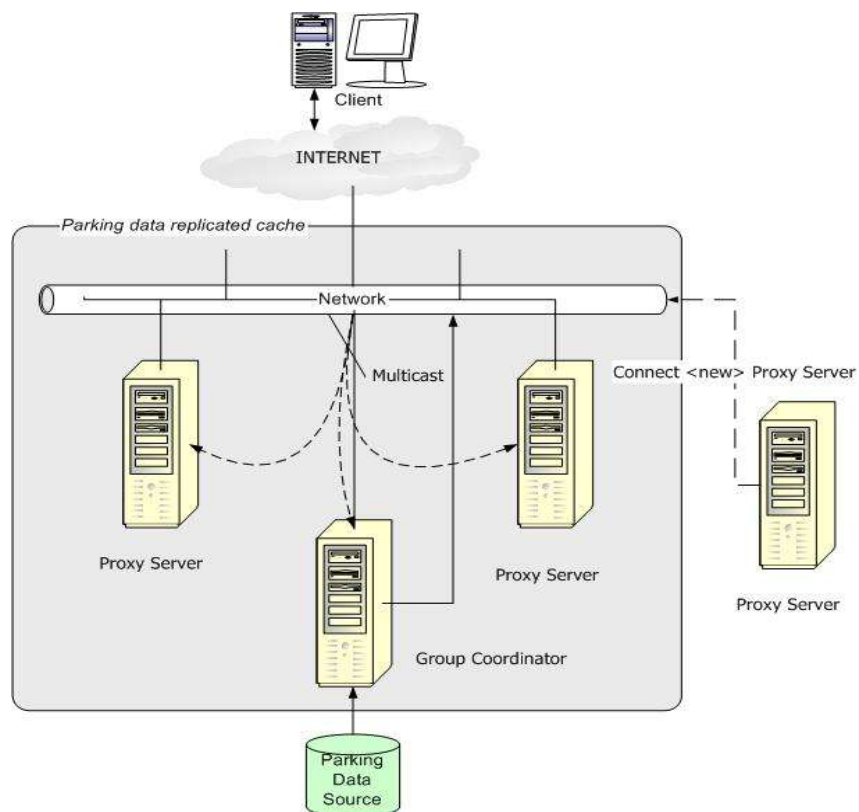 Client
INTERNET
Parking data replicated cache
Network
Multicast
Connect <new> Proxy Server
Proxy Server
Proxy Server
Proxy Server
Group Coordinator
Parking
Data
Source